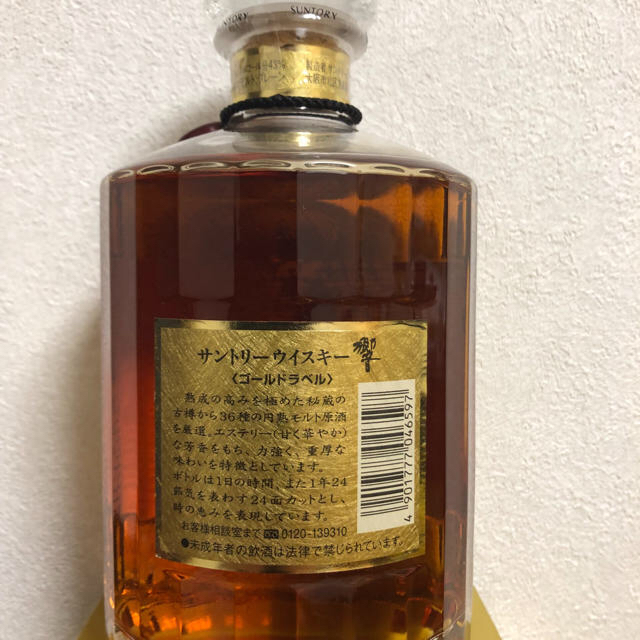 SUNTORY
サントリーウイスキー 響
〈ゴールドラベル〉
熟成の高みを極めた秘蔵の
古樽から36種の円熟モルト原酒
を厳選。エステリー(甘く華やか)
な芳香をもち、力強く、重厚な
味わいを特徴としています。
ボトルは1日の時間、また1年24
節気を表わす24面カットとし、
時の恵みを表現しています。
お客様相談室まで 0120-139310
●未成年者の飲酒は法律で禁じられています。
4 901777 046597